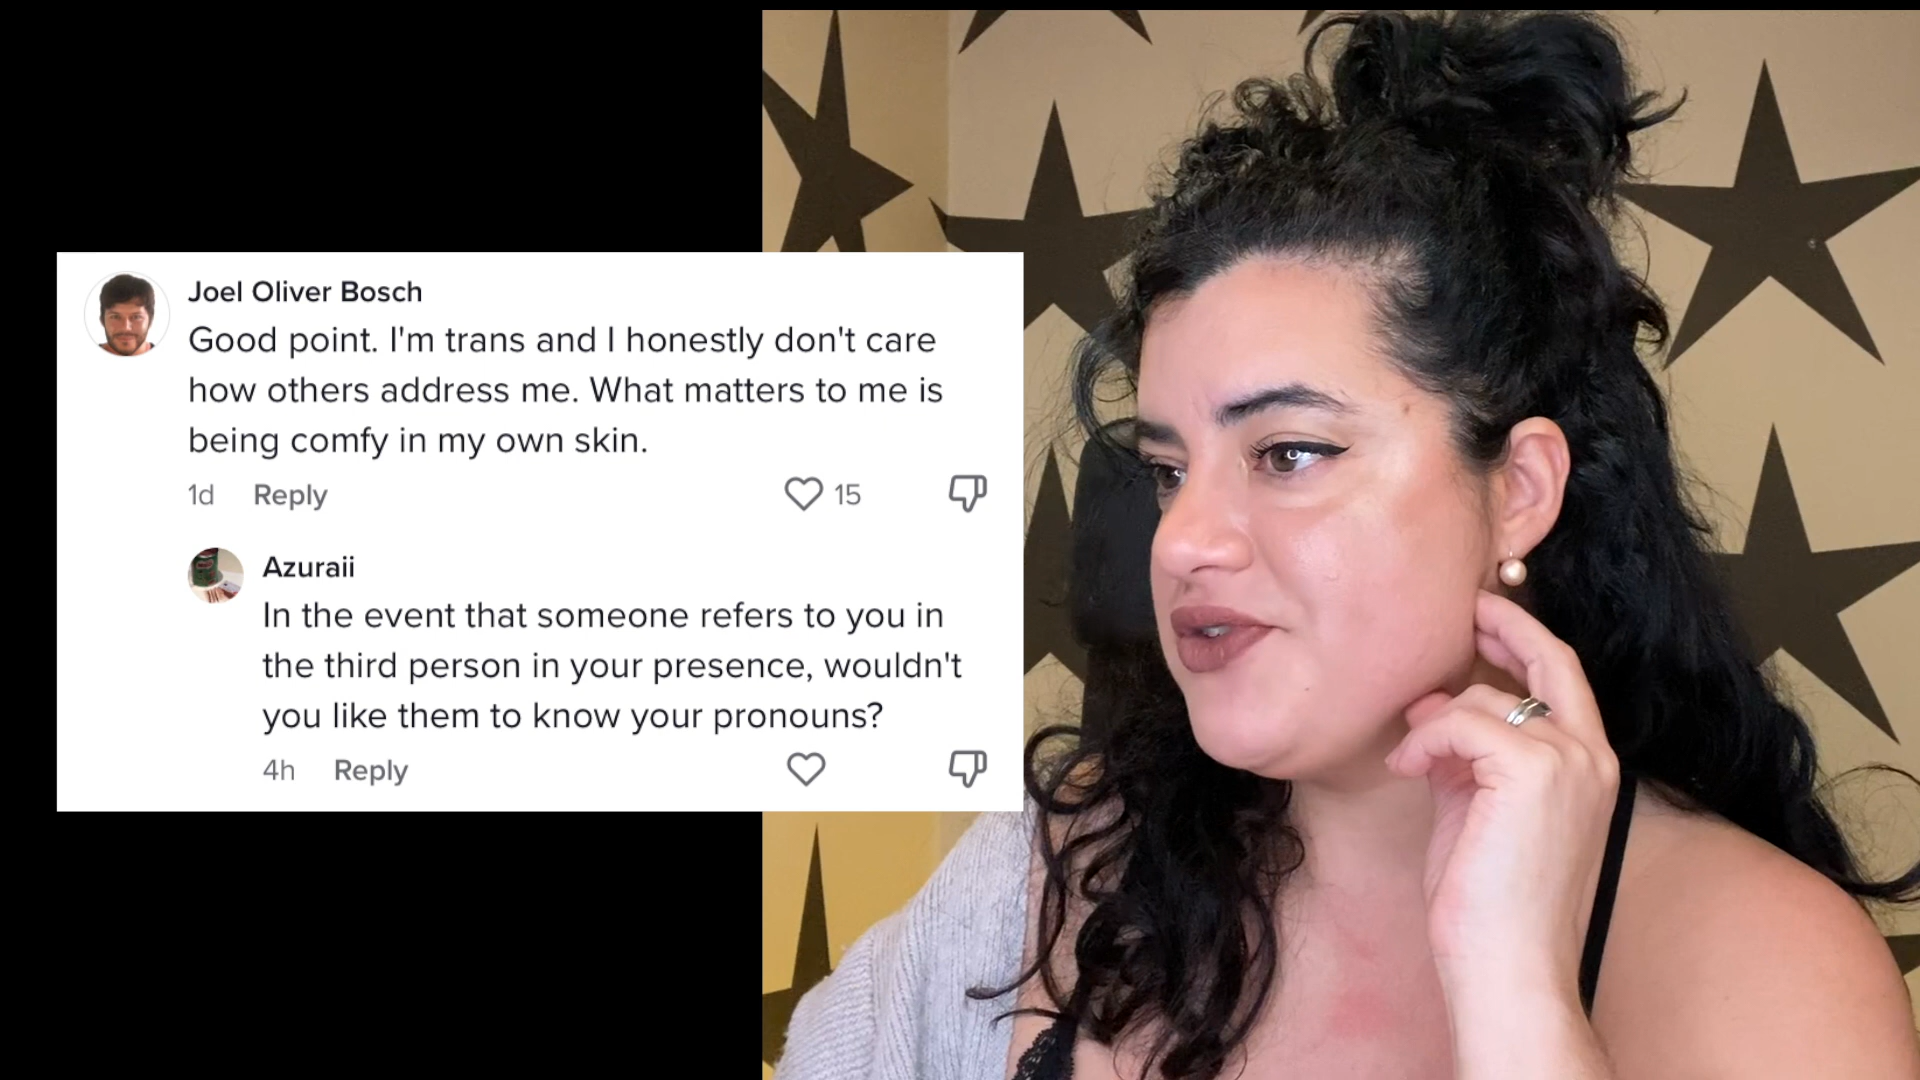 Joel Oliver Bosch
Good point. I'm trans and I honestly don't care
how others address me. What matters to me is
being comfy in my own skin.
1d Reply 15
Azuraii
In the event that someone refers to you in
the third person in your presence, wouldn't
you like them to know your pronouns?
4h Reply